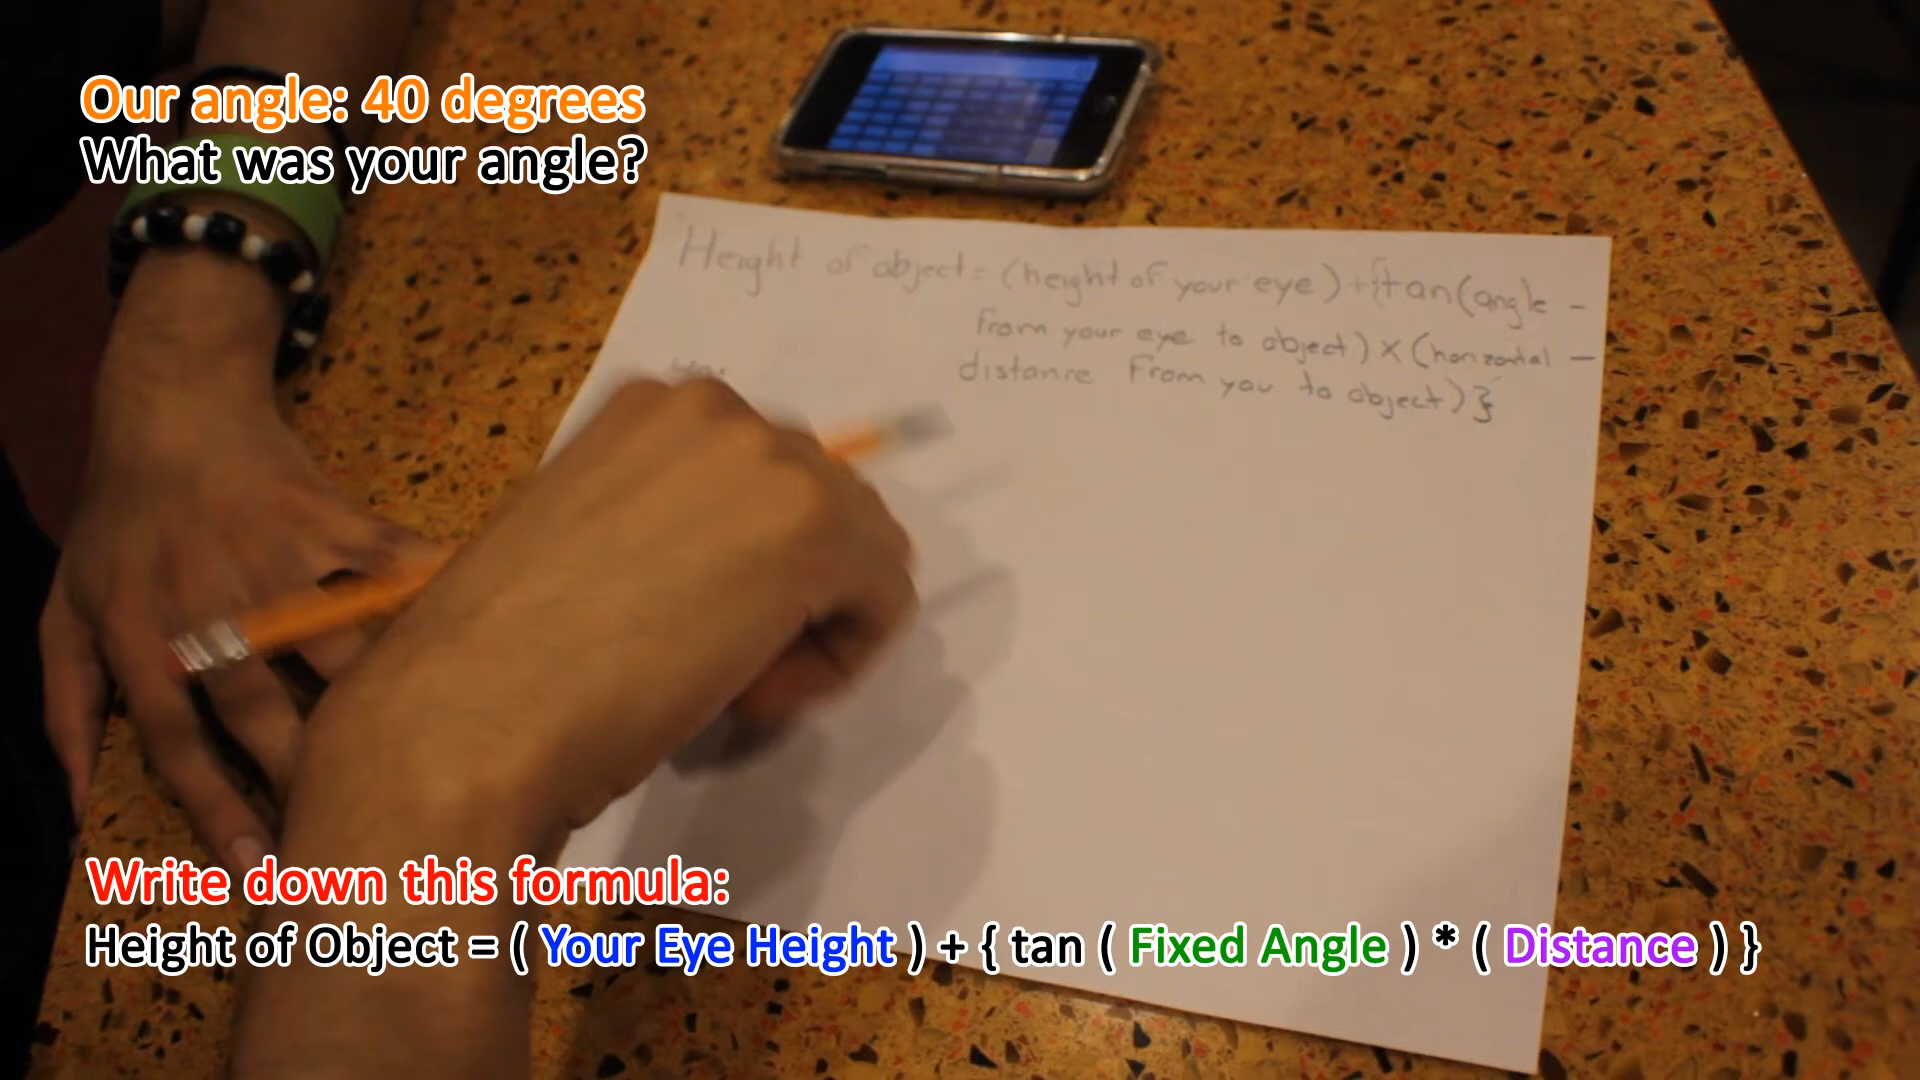 Our angle: 40 degrees
What was your angle?
Height of object = (height of your eye) + {tan(angle -
from your eye to object) X (horizontal -
distance From you to object)}
Write down this formula:
Height of Object = ( Your Eye Height ) + { tan ( Fixed Angle ) * ( Distance ) }